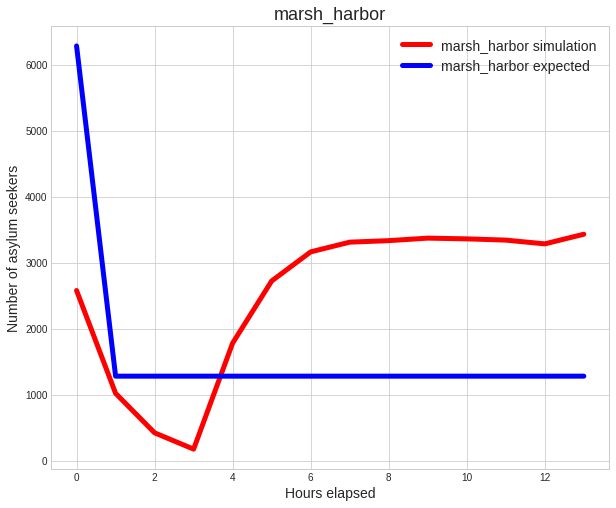 marsh_harbor
marsh_harbor simulation
marsh_harbor expected
Number of asylum seekers
6000
5000
4000
3000
2000
1000
0
0 2 4 6 8 10 12
Hours elapsed